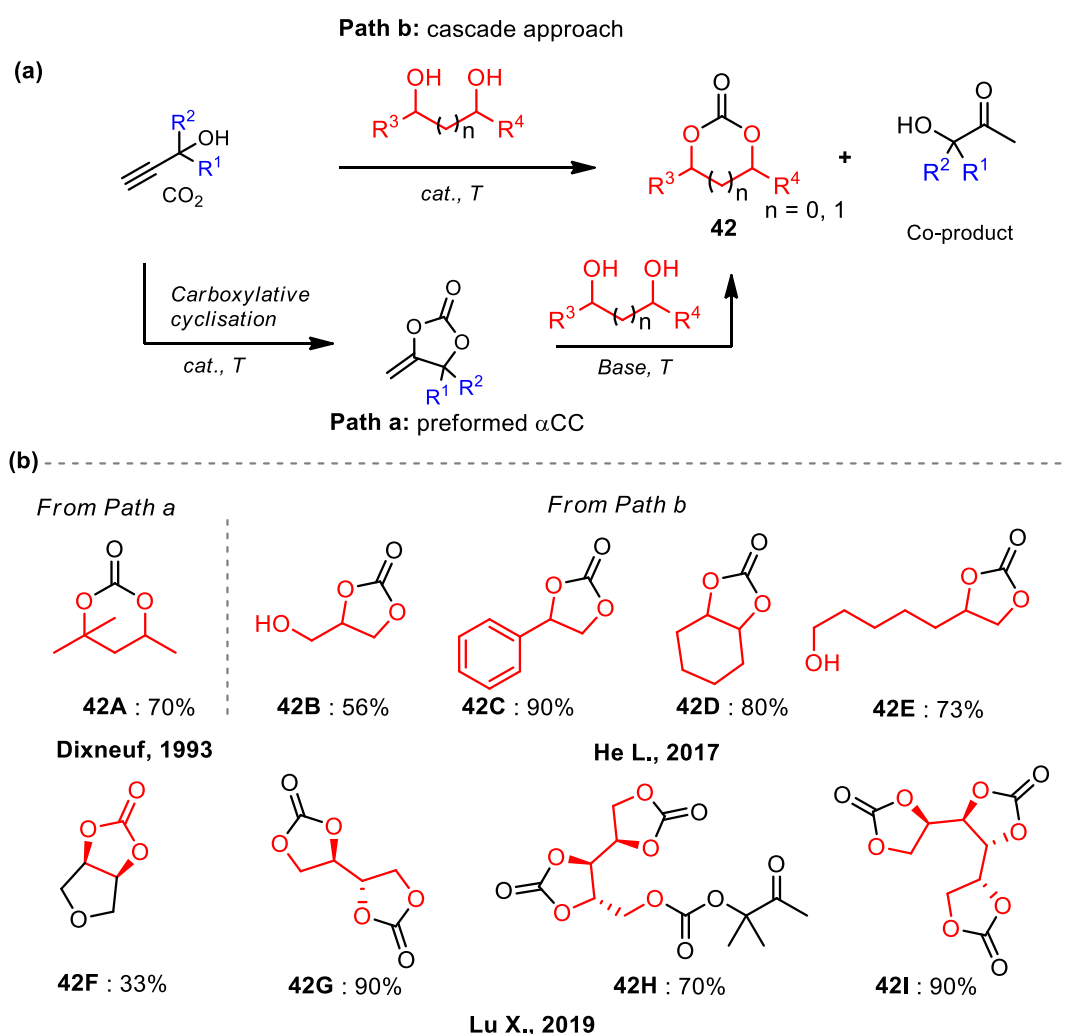 Path b: cascade approach
(a)
OH OH
R² OH
R¹
CO₂
R³ ( )n R⁴
cat., T
O
O O
R³ ( )n R⁴
n = 0, 1
42
+
O
HO
R² R¹
Co-product
Carboxylative
cyclisation
cat., T
O
O O
R¹ R²
Path a: preformed αCC
OH OH
R³ ( )n R⁴
Base, T
(b)
From Path a
From Path b
O
O O
O
O O
HO
O
O O
O
O O
O
O O
OH
42A : 70%
42B : 56%
42C : 90%
42D : 80%
42E : 73%
Dixneuf, 1993
He L., 2017
O
O O
O
O
O O
O O
O
O
O O
O O
O
O O O
O
O
O O
O O
O
O O
O
42F : 33%
42G : 90%
42H : 70%
42I : 90%
Lu X., 2019